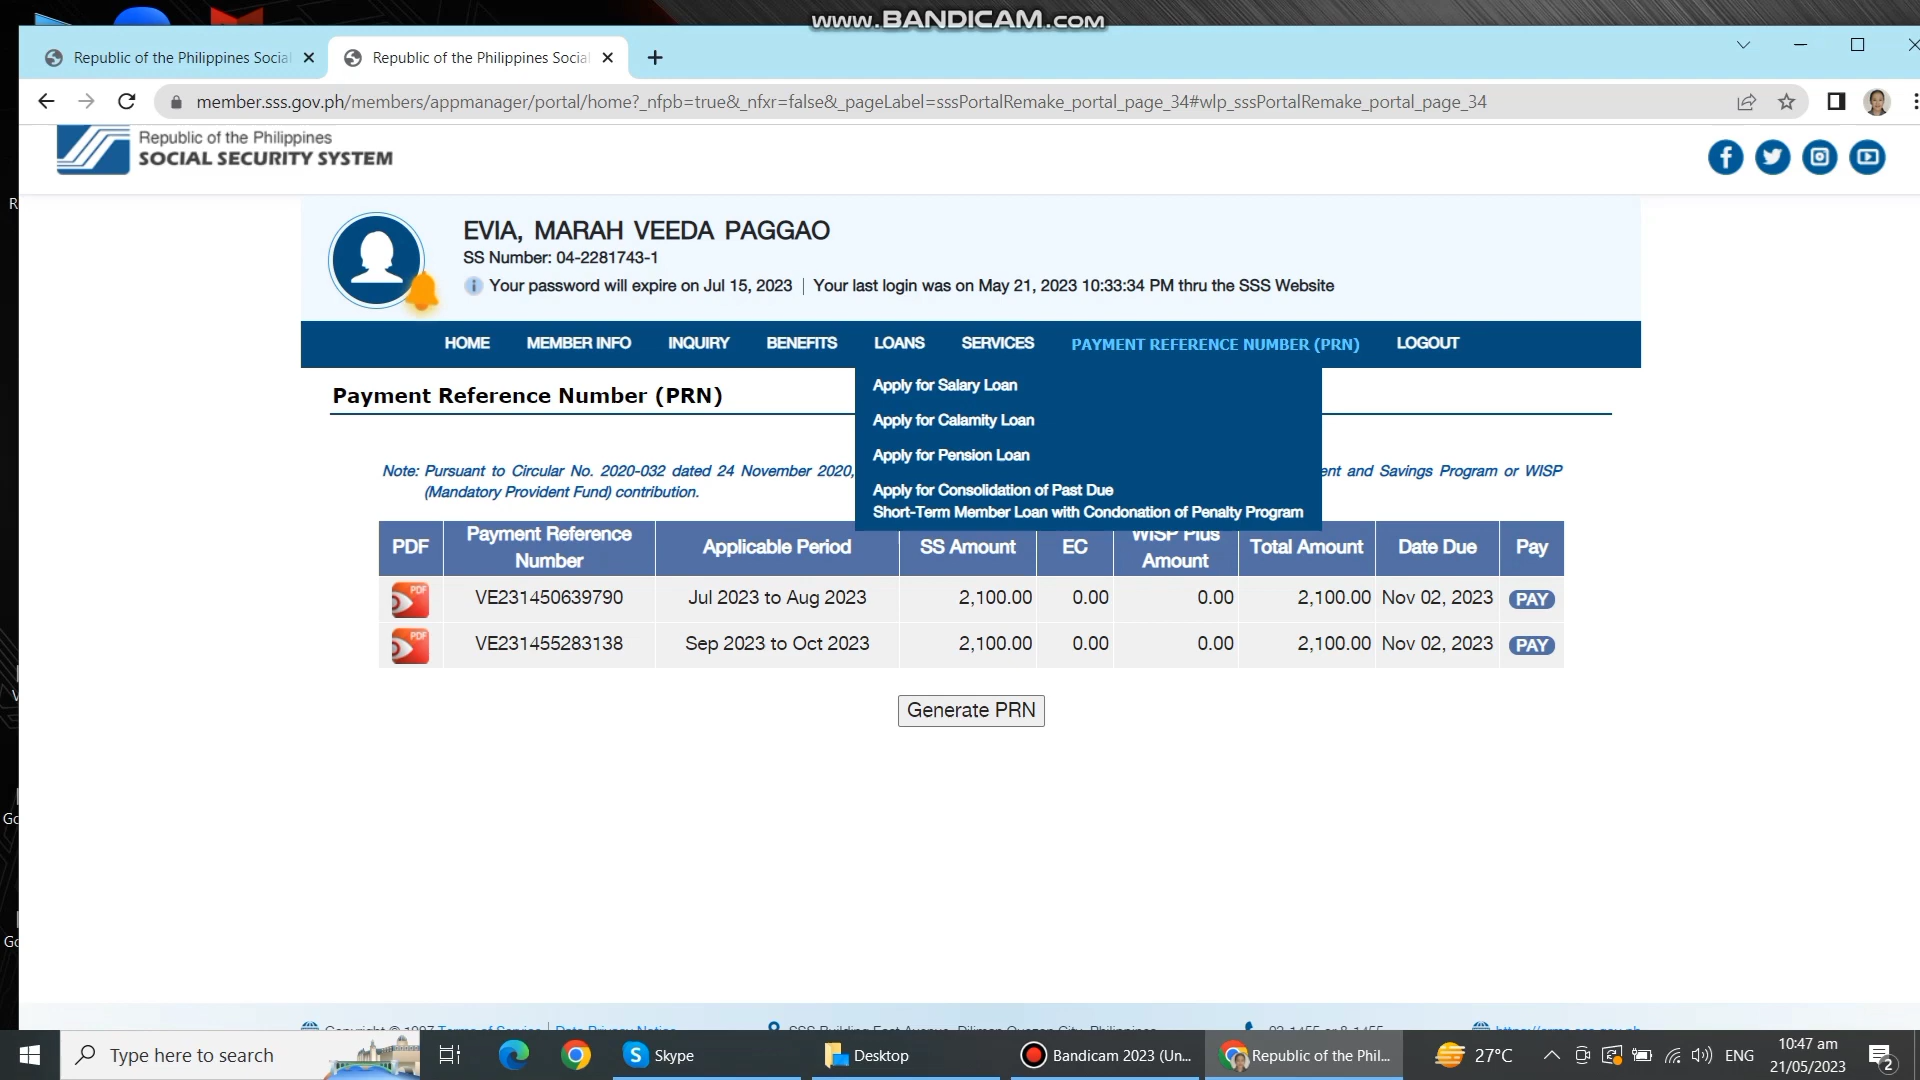 WWW.BANDICAM.COM
Republic of the Philippines Social
Republic of the Philippines Social
member.sss.gov.ph/members/appmanager/portal/home?_nfpb=true&_nfxr=false&_pageLabel=sssPortalRemake_portal_page_34#wlp_sssPortalRemake_portal_page_34
Republic of the Philippines
SOCIAL SECURITY SYSTEM
EVIA, MARAH VEEDA PAGGAO
SS Number: 04-2281743-1
Your password will expire on Jul 15, 2023 | Your last login was on May 21, 2023 10:33:34 PM thru the SSS Website
HOME MEMBER INFO INQUIRY BENEFITS LOANS SERVICES PAYMENT REFERENCE NUMBER (PRN) LOGOUT
Apply for Salary Loan
Apply for Calamity Loan
Apply for Pension Loan
Apply for Consolidation of Past Due
Short-Term Member Loan with Condonation of Penalty Program
Payment Reference Number (PRN)
Note: Pursuant to Circular No. 2020-032 dated 24 November 2020, ent and Savings Program or WISP
(Mandatory Provident Fund) contribution.
PDF Payment Reference Number Applicable Period SS Amount EC WISP Plus Amount Total Amount Date Due Pay
PDF VE231450639790 Jul 2023 to Aug 2023 2,100.00 0.00 0.00 2,100.00 Nov 02, 2023 PAY
PDF VE231455283138 Sep 2023 to Oct 2023 2,100.00 0.00 0.00 2,100.00 Nov 02, 2023 PAY
Generate PRN
Type here to search
Skype
Desktop
Bandicam 2023 (Un...
Republic of the Phil...
27°C
ENG
10:47 am
21/05/2023
2